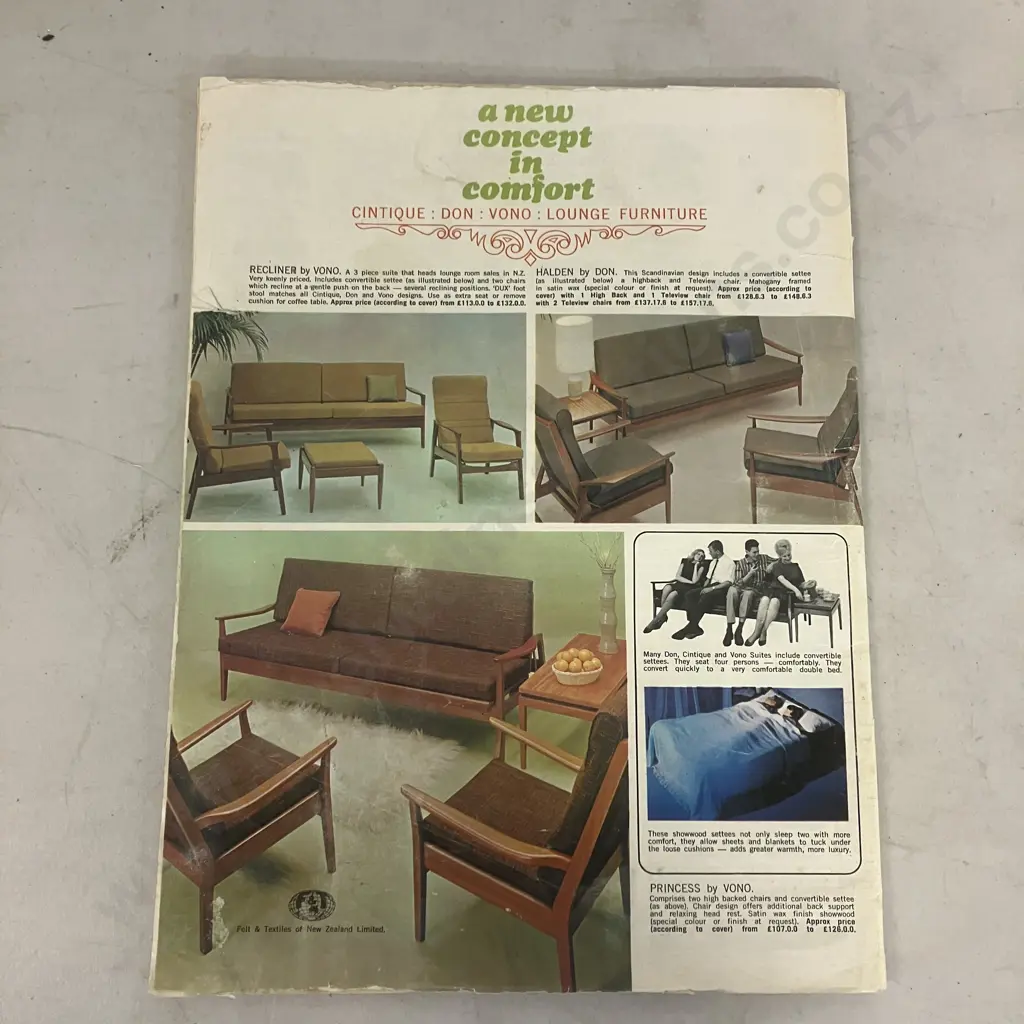 a new
concept
in
comfort
CINTIQUE : DON : VONO : LOUNGE FURNITURE
RECLINER by VONO. A 3 piece suite that heads lounge room sales in N.Z.
Very keenly priced. Includes convertible settee (as illustrated below) and two chairs
which recline at a gentle push on the back — several reclining positions. 'DUX' foot
stool matches all Cintique, Don and Vono designs. Use as extra seat or remove
cushion for coffee table. Approx price (according to cover) from £113.0.0 to £132.0.0.
HALDEN by DON. This Scandinavian design includes a convertible settee
(as illustrated below) a highback and Teleview chair. Mahogany framed
in satin wax (special colour or finish at request). Approx price (according to
cover) with 1 High Back and 1 Teleview chair from £128.6.3 to £148.6.3
with 2 Teleview chairs from £137.17.6 to £157.17.6.
Many Don, Cintique and Vono Suites include convertible
settees. They seat four persons — comfortably. They
convert quickly to a very comfortable double bed.
These showwood settees not only sleep two with more
comfort, they allow sheets and blankets to tuck under
the loose cushions — adds greater warmth, more luxury.
PRINCESS by VONO.
Comprises two high backed chairs and convertible settee
(as above). Chair design offers additional back support
and relaxing head rest. Satin wax finish showwood
(special colour or finish at request). Approx price
(according to cover) from £107.0.0 to £126.0.0.
Felt & Textiles of New Zealand Limited.